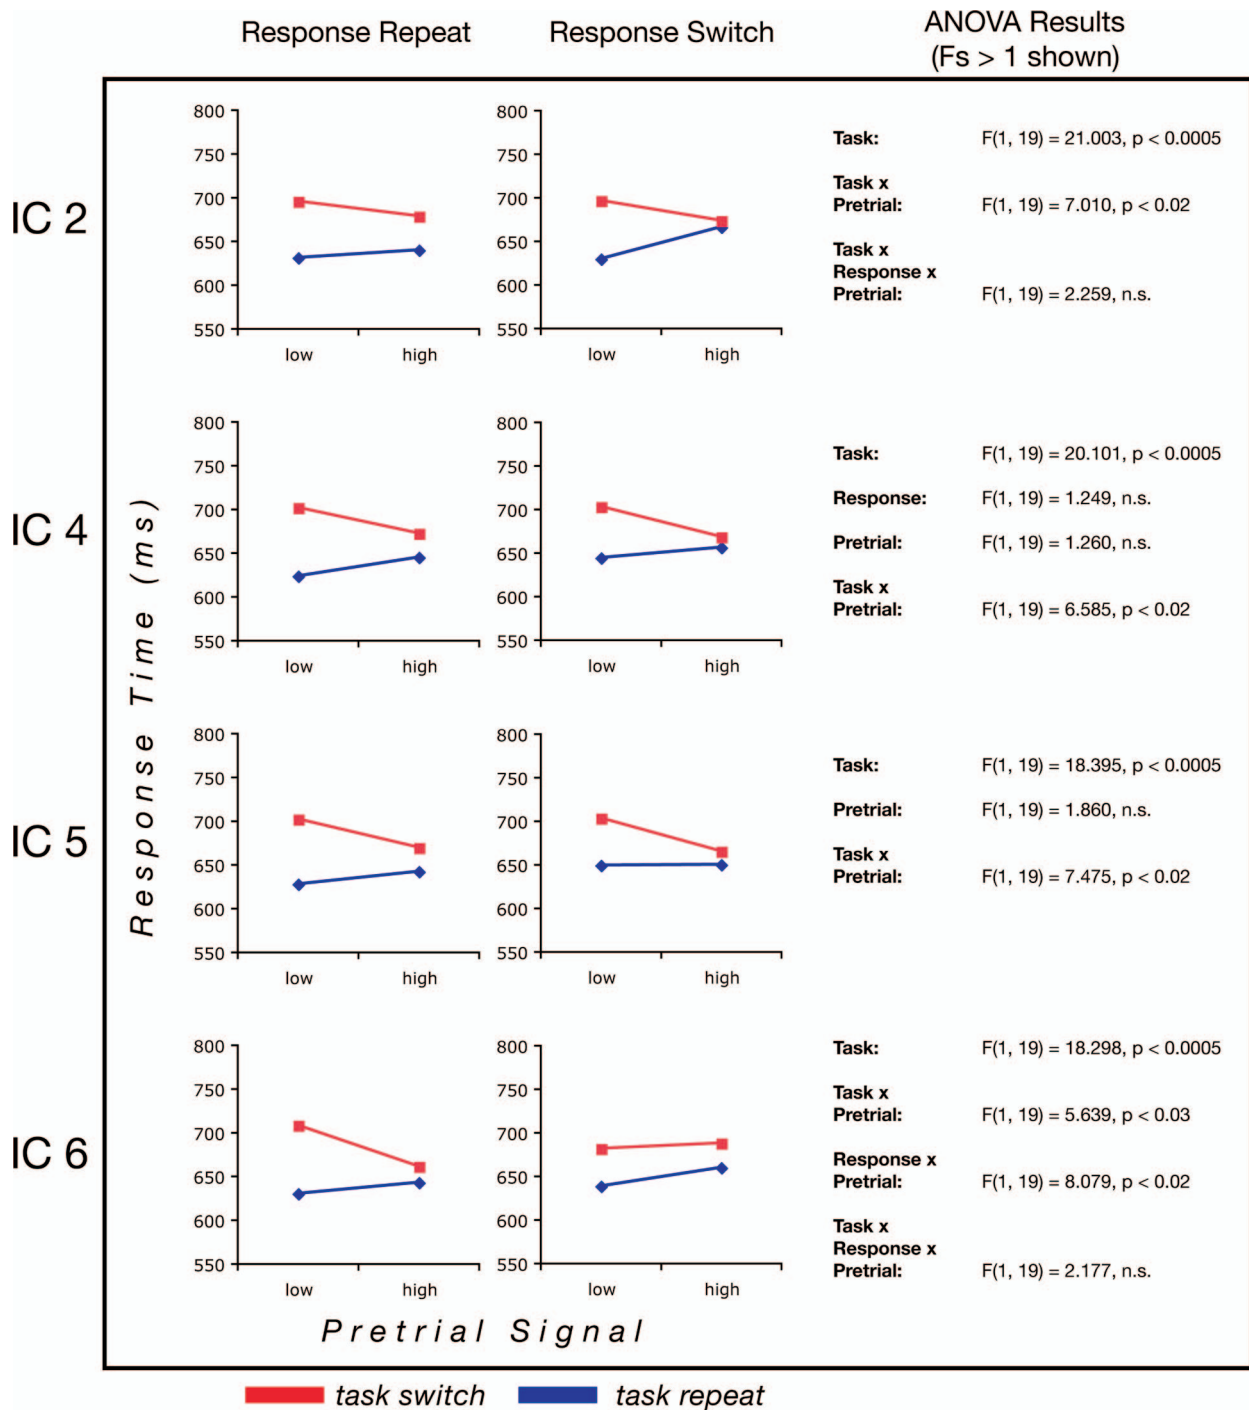 Response Repeat
Response Switch
ANOVA Results
(Fs > 1 shown)
IC 2
800
750
700
650
600
550
low high
800
750
700
650
600
550
low high
Task: F(1, 19) = 21.003, p < 0.0005
Task x
Pretrial: F(1, 19) = 7.010, p < 0.02
Task x
Response x
Pretrial: F(1, 19) = 2.259, n.s.
IC 4
800
750
700
650
600
550
low high
800
750
700
650
600
550
low high
Task: F(1, 19) = 20.101, p < 0.0005
Response: F(1, 19) = 1.249, n.s.
Pretrial: F(1, 19) = 1.260, n.s.
Task x
Pretrial: F(1, 19) = 6.585, p < 0.02
Response Time (ms)
IC 5
800
750
700
650
600
550
low high
800
750
700
650
600
550
low high
Task: F(1, 19) = 18.395, p < 0.0005
Pretrial: F(1, 19) = 1.860, n.s.
Task x
Pretrial: F(1, 19) = 7.475, p < 0.02
IC 6
800
750
700
650
600
550
low high
800
750
700
650
600
550
low high
Task: F(1, 19) = 18.298, p < 0.0005
Task x
Pretrial: F(1, 19) = 5.639, p < 0.03
Response x
Pretrial: F(1, 19) = 8.079, p < 0.02
Task x
Response x
Pretrial: F(1, 19) = 2.177, n.s.
Pretrial Signal
task switch
task repeat